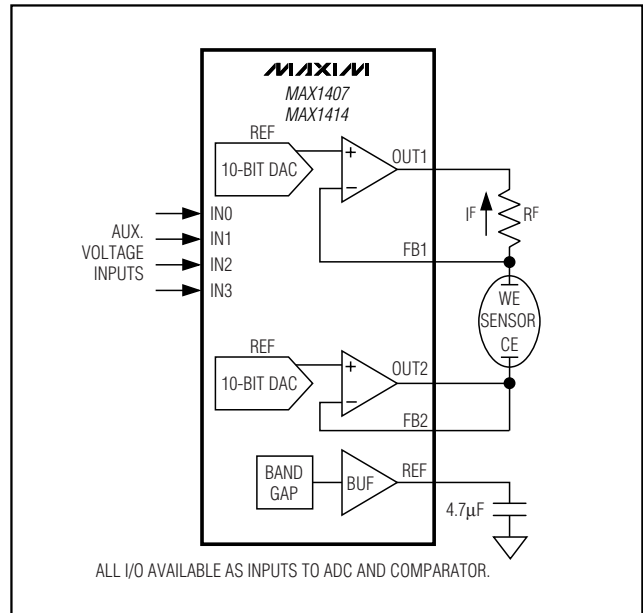 MAXIM
MAX1407
MAX1414
REF
10-BIT DAC
+
−
OUT1
IF
RF
AUX.
VOLTAGE
INPUTS
IN0
IN1
IN2
IN3
FB1
WE
SENSOR
CE
REF
10-BIT DAC
+
−
OUT2
FB2
BAND
GAP
BUF
REF
4.7µF
ALL I/O AVAILABLE AS INPUTS TO ADC AND COMPARATOR.